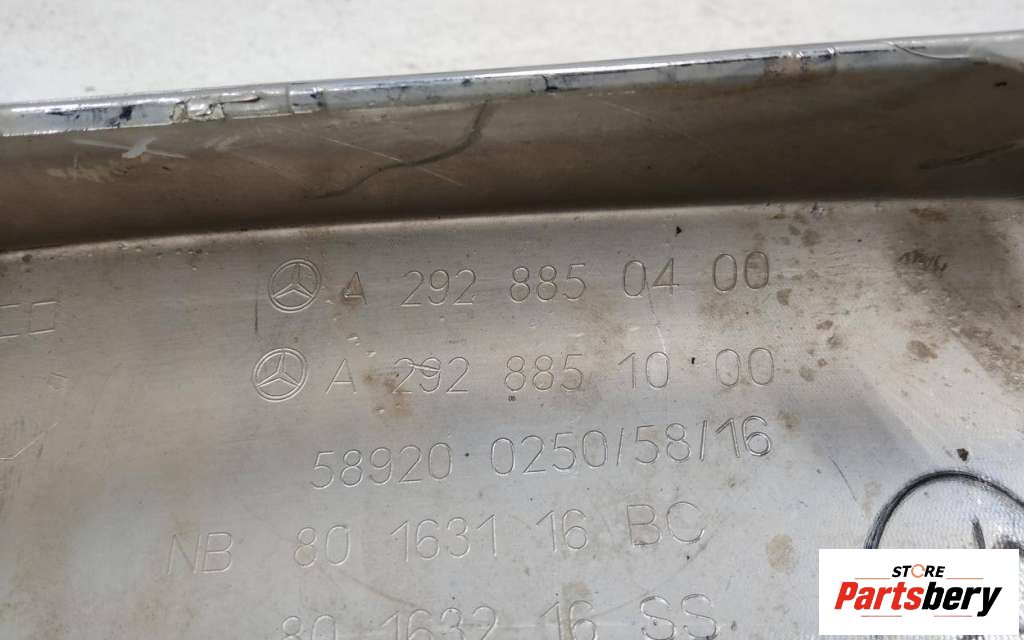 A 292 885 04 00
A 292 885 10 00
58920 0250/58/16
NB 80 1631 16 BC
80 1632 16 SS
STORE
Partsbery